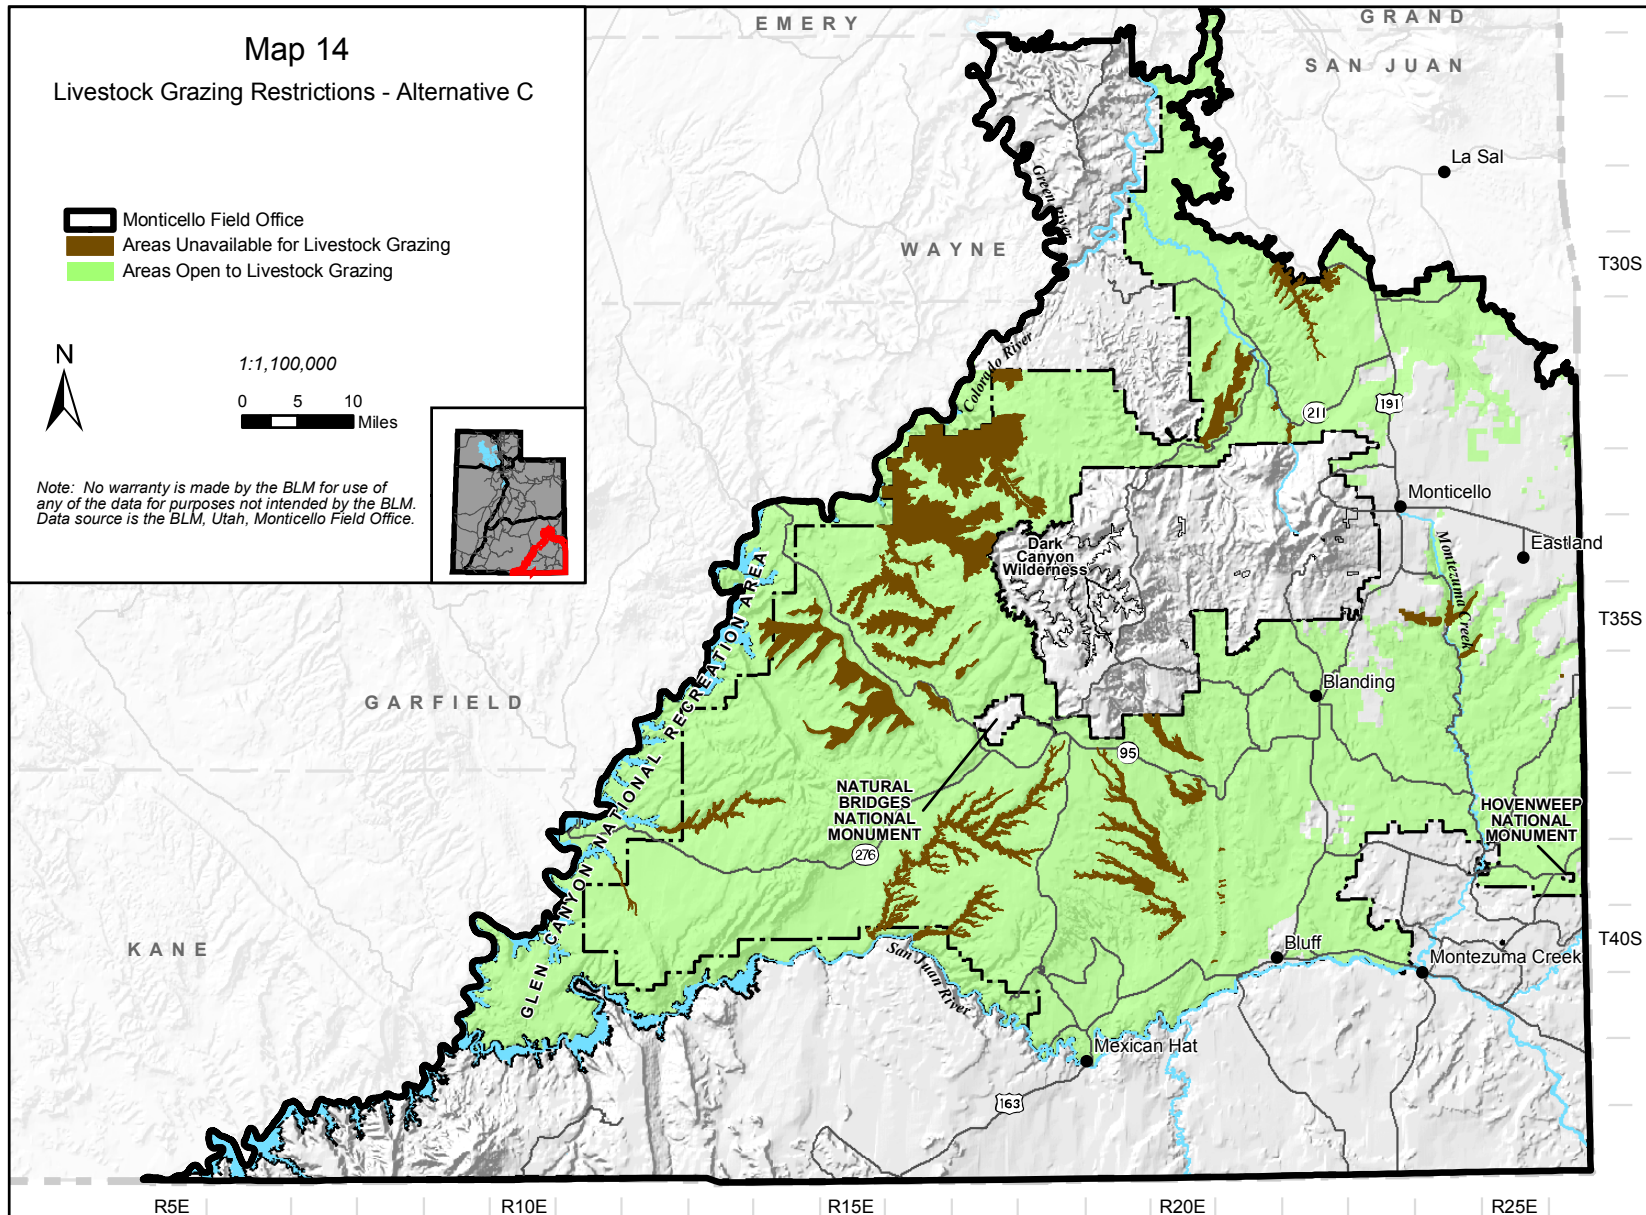 Map 14
Livestock Grazing Restrictions - Alternative C
Monticello Field Office
Areas Unavailable for Livestock Grazing
Areas Open to Livestock Grazing
N
1:1,100,000
0 5 10
Miles
Note: No warranty is made by the BLM for use of
any of the data for purposes not intended by the BLM.
Data source is the BLM, Utah, Monticello Field Office.
EMERY
GRAND
SAN JUAN
La Sal
Green River
WAYNE
T30S
Colorado River
211
191
Monticello
Eastland
Dark
Canyon
Wilderness
Montezuma Creek
T35S
GLEN CANYON NATIONAL RECREATION AREA
GARFIELD
Blanding
95
NATURAL
BRIDGES
NATIONAL
MONUMENT
HOVENWEEP
NATIONAL
MONUMENT
276
KANE
T40S
Bluff
San Juan River
Montezuma Creek
Mexican Hat
163
R5E
R10E
R15E
R20E
R25E